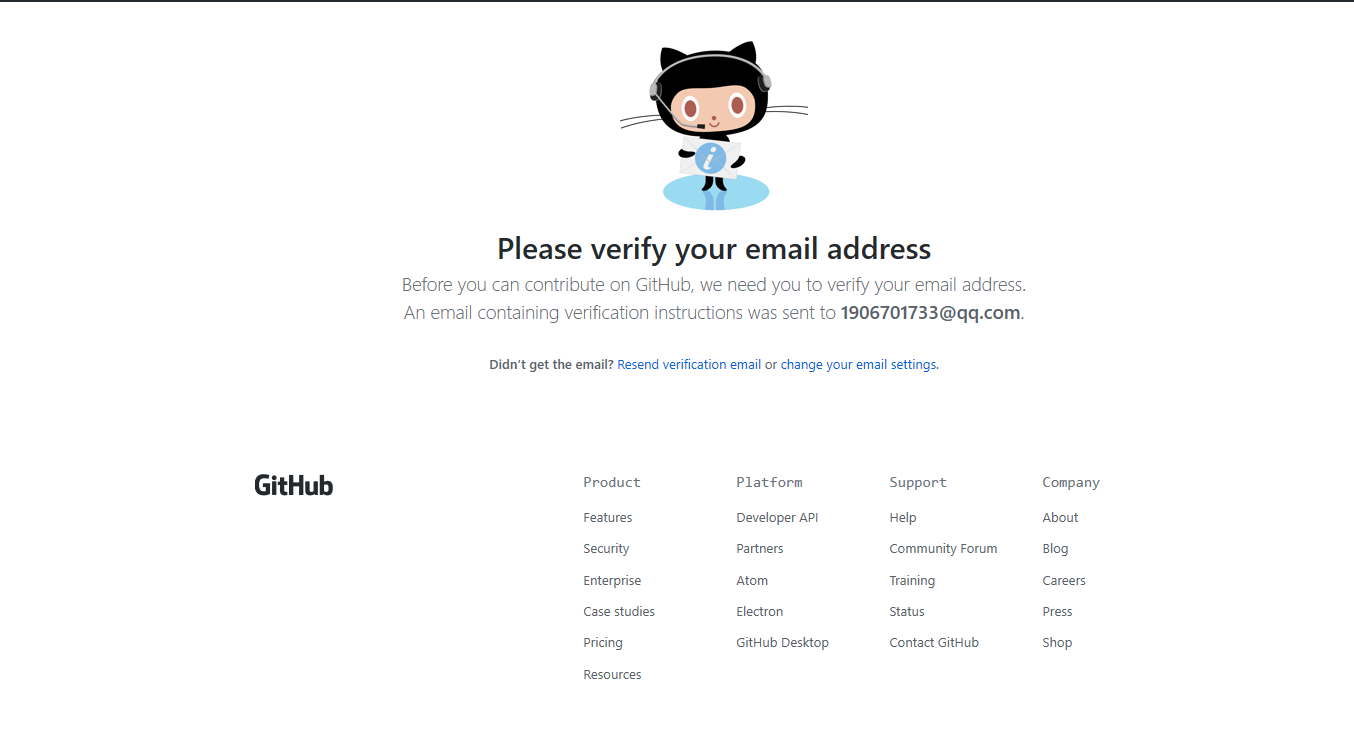 Please verify your email address
Before you can contribute on GitHub, we need you to verify your email address.
An email containing verification instructions was sent to 1906701733@qq.com.
Didn't get the email? Resend verification email or change your email settings.
GitHub
Product
Features
Security
Enterprise
Case studies
Pricing
Resources
Platform
Developer API
Partners
Atom
Electron
GitHub Desktop
Support
Help
Community Forum
Training
Status
Contact GitHub
Company
About
Blog
Careers
Press
Shop